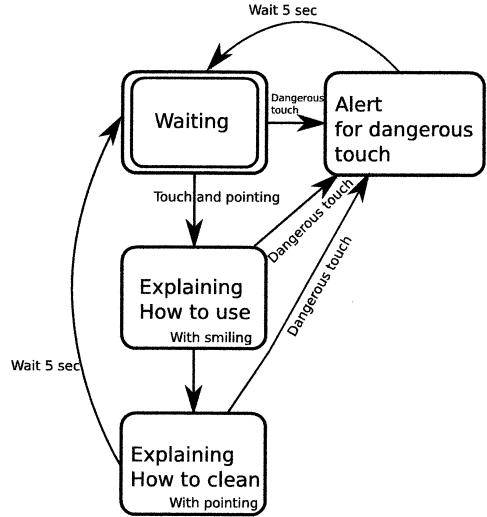 Wait 5 sec
Waiting
Dangerous
touch
Alert
for dangerous
touch
Touch and pointing
Dangerous touch
Explaining
How to use
With smiling
Dangerous touch
Wait 5 sec
Explaining
How to clean
With pointing